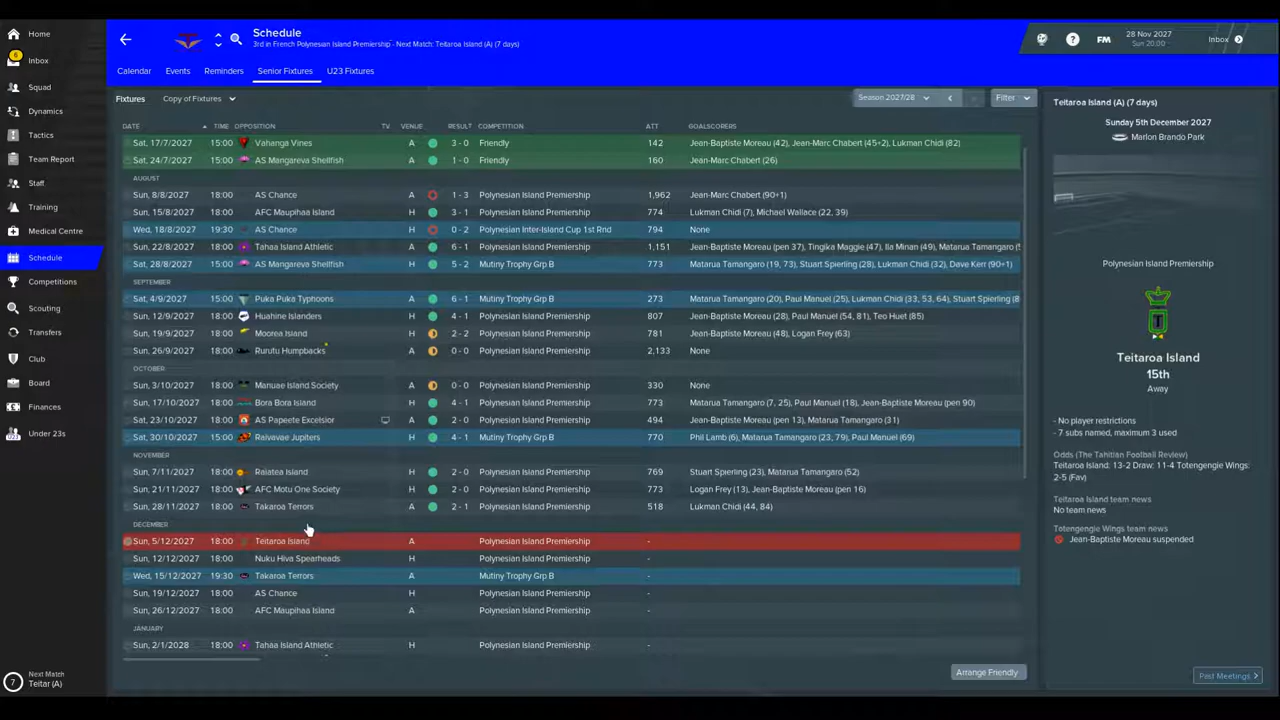 Home
6
Inbox
Squad
Dynamics
Tactics
Team Report
Staff
Training
Medical Centre
Schedule
Competitions
Scouting
Transfers
Club
Board
Finances
Under 23s
7
Next Match
Teitar (A)
Schedule
3rd in French Polynesian Island Premiership - Next Match: Teitaroa Island (A) (7 days)
? FM 28 Nov 2027
Sun 20:00
Inbox
Calendar Events Reminders Senior Fixtures U23 Fixtures
Fixtures Copy of Fixtures Season 2027/28 Filter
DATE TIME OPPOSITION TV VENUE RESULT COMPETITION ATT GOALSCORERS
Sat, 17/7/2027 15:00 Vahanga Vines A 3 - 0 Friendly 142 Jean-Baptiste Moreau (42), Jean-Marc Chabert (45+2), Lukman Chidi (82)
Sat, 24/7/2027 15:00 AS Mangareva Shellfish A 1 - 0 Friendly 160 Jean-Marc Chabert (26)
AUGUST
Sun, 8/8/2027 18:00 AS Chance A 1 - 3 Polynesian Island Premiership 1,962 Jean-Marc Chabert (90+1)
Sun, 15/8/2027 18:00 AFC Maupihaa Island H 3 - 1 Polynesian Island Premiership 774 Lukman Chidi (7), Michael Wallace (22, 39)
Wed, 18/8/2027 19:30 AS Chance H 0 - 2 Polynesian Inter-Island Cup 1st Rnd 794 None
Sun, 22/8/2027 18:00 Tahaa Island Athletic A 6 - 1 Polynesian Island Premiership 1,151 Jean-Baptiste Moreau (pen 37), Tingika Maggie (47), Ila Minan (49), Matarua Tamangaro (5
Sat, 28/8/2027 15:00 AS Mangareva Shellfish H 5 - 2 Mutiny Trophy Grp B 773 Matarua Tamangaro (19, 73), Stuart Spierling (28), Lukman Chidi (32), Dave Kerr (90+1)
SEPTEMBER
Sat, 4/9/2027 15:00 Puka Puka Typhoons A 6 - 1 Mutiny Trophy Grp B 273 Matarua Tamangaro (20), Paul Manuel (25), Lukman Chidi (33, 53, 64), Stuart Spierling (8
Sun, 12/9/2027 18:00 Huahine Islanders H 4 - 1 Polynesian Island Premiership 807 Jean-Baptiste Moreau (28), Paul Manuel (54, 81), Teo Huet (85)
Sun, 19/9/2027 18:00 Moorea Island H 2 - 2 Polynesian Island Premiership 781 Jean-Baptiste Moreau (48), Logan Frey (63)
Sun, 26/9/2027 18:00 Rurutu Humpbacks A 0 - 0 Polynesian Island Premiership 2,133 None
OCTOBER
Sun, 3/10/2027 18:00 Manuae Island Society A 0 - 0 Polynesian Island Premiership 330 None
Sun, 17/10/2027 18:00 Bora Bora Island H 4 - 1 Polynesian Island Premiership 773 Matarua Tamangaro (7, 25), Paul Manuel (18), Jean-Baptiste Moreau (pen 90)
Sat, 23/10/2027 18:00 AS Papeete Excelsior A 2 - 0 Polynesian Island Premiership 494 Jean-Baptiste Moreau (pen 13), Matarua Tamangaro (31)
Sat, 30/10/2027 15:00 Raivavae Jupiters H 4 - 1 Mutiny Trophy Grp B 770 Phil Lamb (6), Matarua Tamangaro (23, 79), Paul Manuel (69)
NOVEMBER
Sun, 7/11/2027 18:00 Raiatea Island H 2 - 0 Polynesian Island Premiership 769 Stuart Spierling (23), Matarua Tamangaro (52)
Sun, 21/11/2027 18:00 AFC Motu One Society H 2 - 0 Polynesian Island Premiership 773 Logan Frey (13), Jean-Baptiste Moreau (pen 16)
Sun, 28/11/2027 18:00 Takaroa Terrors A 2 - 1 Polynesian Island Premiership 518 Lukman Chidi (44, 84)
DECEMBER
Sun, 5/12/2027 18:00 Teitaroa Island A Polynesian Island Premiership -
Sun, 12/12/2027 18:00 Nuku Hiva Spearheads H Polynesian Island Premiership -
Wed, 15/12/2027 19:30 Takaroa Terrors A Mutiny Trophy Grp B -
Sun, 19/12/2027 18:00 AS Chance H Polynesian Island Premiership -
Sun, 26/12/2027 18:00 AFC Maupihaa Island A Polynesian Island Premiership -
JANUARY
Sun, 2/1/2028 18:00 Tahaa Island Athletic H Polynesian Island Premiership -
Arrange Friendly
Teitaroa Island (A) (7 days)
Sunday 5th December 2027
Marlon Brando Park
Polynesian Island Premiership
Teitaroa Island
15th
Away
- No player restrictions
- 7 subs named, maximum 3 used
Odds (The Tahitian Football Review)
Teitaroa Island: 13-2 Draw: 11-4 Totengengie Wings:
2-5 (Fav)
Teitaroa Island team news
No team news
Totengengie Wings team news
Jean-Baptiste Moreau suspended
Past Meetings